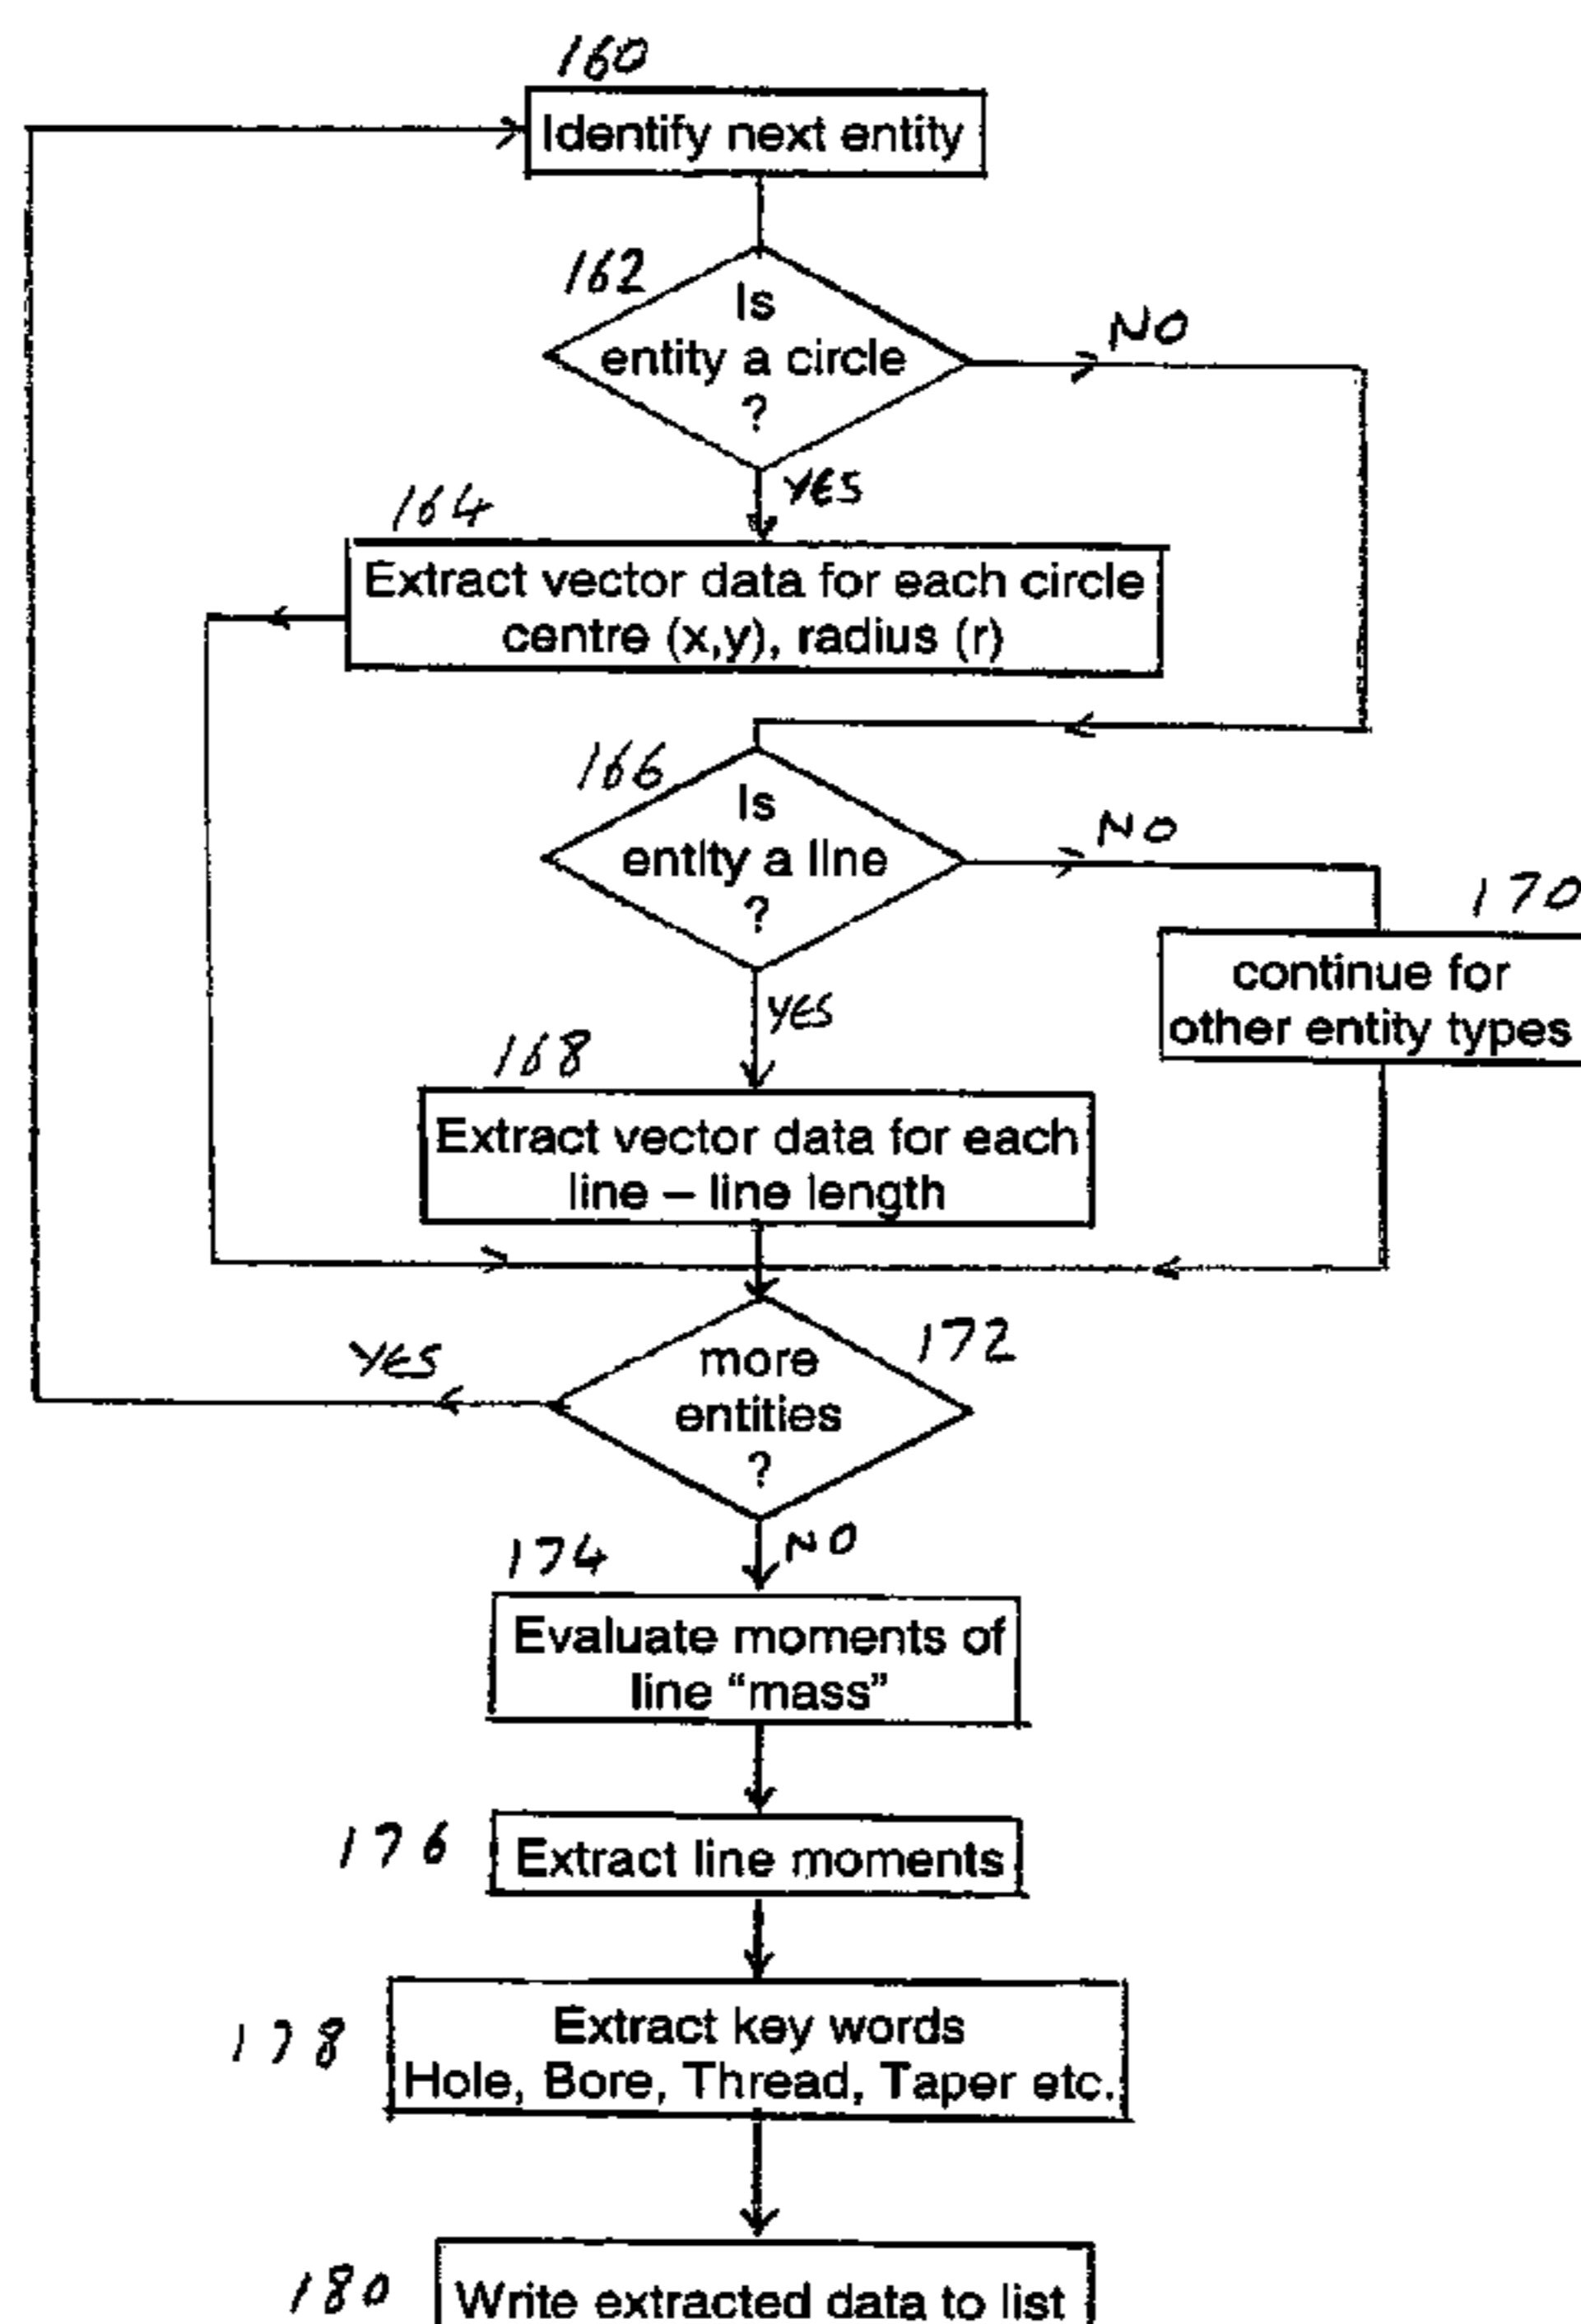 160
Identify next entity
162
Is
entity a circle
?
NO
YES
164
Extract vector data for each circle
centre (x,y), radius (r)
166
Is
entity a line
?
NO
170
continue for
other entity types
YES
168
Extract vector data for each
line – line length
172
more
entities
?
YES
NO
174
Evaluate moments of
line “mass”
176
Extract line moments
178
Extract key words
Hole, Bore, Thread, Taper etc.
180
Write extracted data to list